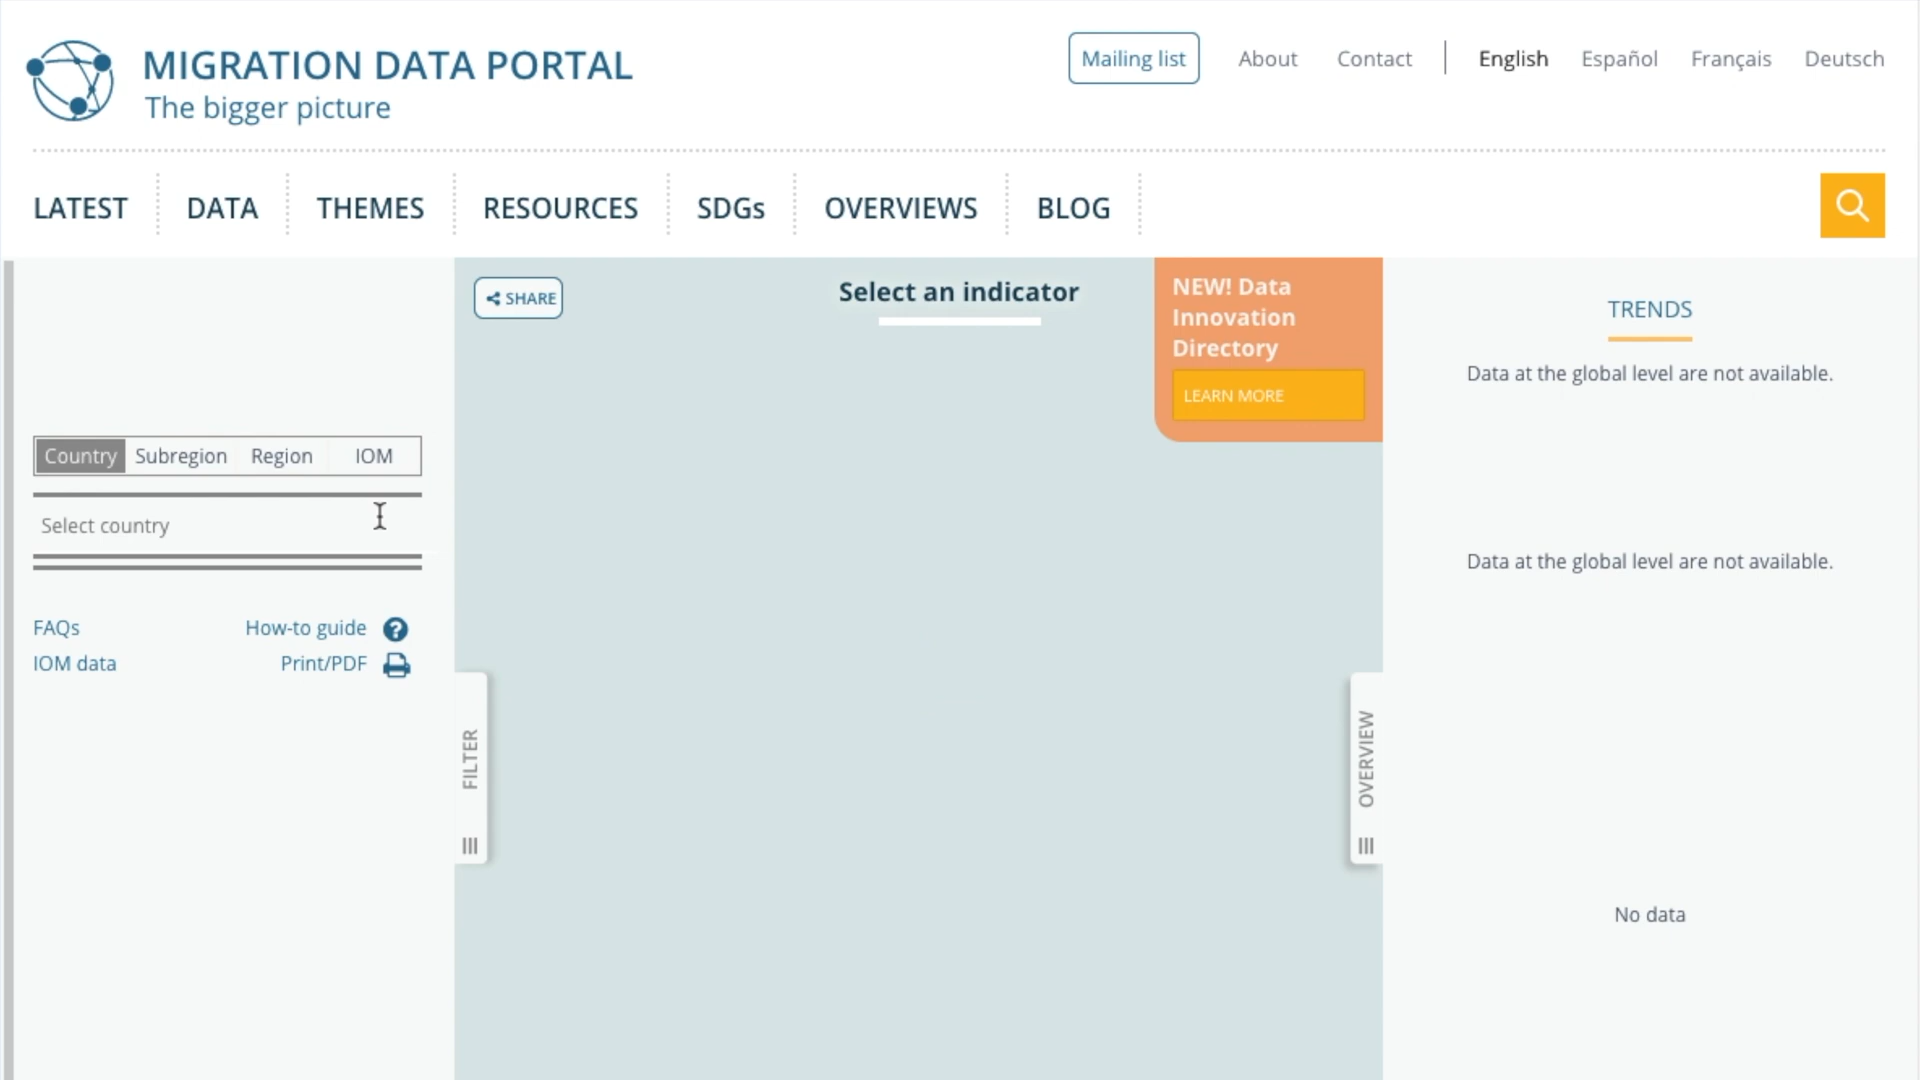 MIGRATION DATA PORTAL
The bigger picture
Mailing list
About
Contact
English
Español
Français
Deutsch
LATEST
DATA
THEMES
RESOURCES
SDGs
OVERVIEWS
BLOG
Country
Subregion
Region
IOM
Select country
FAQs
How-to guide
?
IOM data
Print/PDF
SHARE
Select an indicator
NEW! Data
Innovation
Directory
LEARN MORE
FILTER
OVERVIEW
TRENDS
Data at the global level are not available.
Data at the global level are not available.
No data